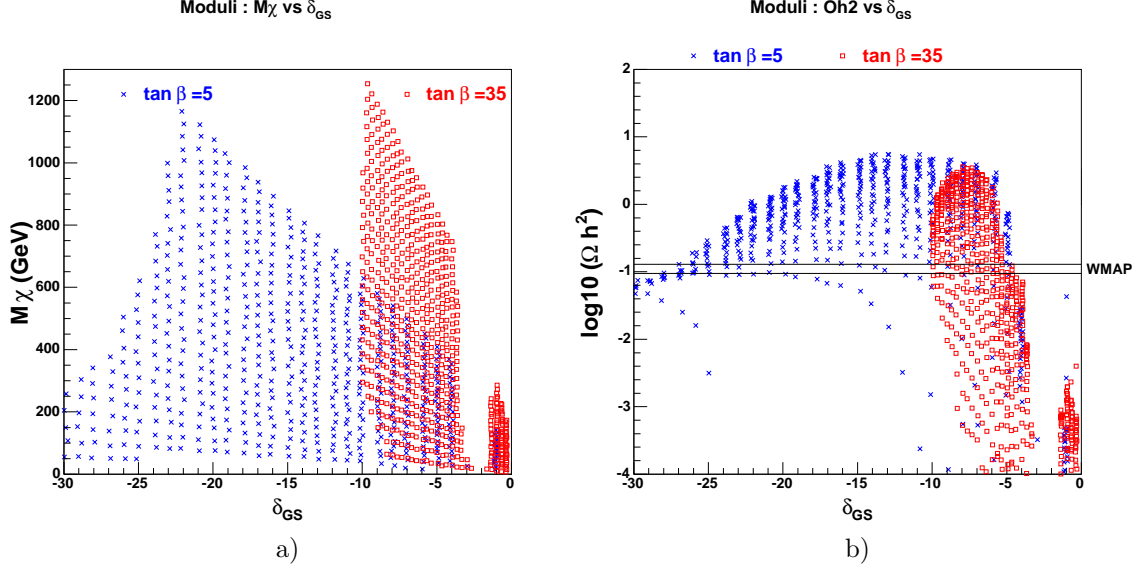 Moduli : Mχ vs δGS
Mχ (GeV)
1200
1000
800
600
400
200
0
tan β =5
tan β =35
-30 -25 -20 -15 -10 -5 0
δGS
a)
Moduli : Oh2 vs δGS
tan β =5
tan β =35
log10 (Ω h²)
2
1
0
-1
-2
-3
-4
WMAP
-30 -25 -20 -15 -10 -5 0
δGS
b)